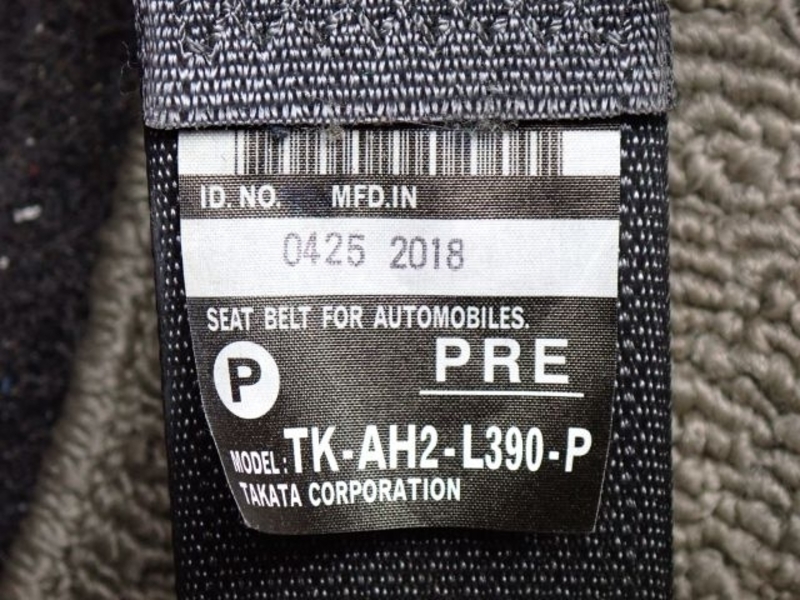 ID. NO. MFD.IN
0425 2018
SEAT BELT FOR AUTOMOBILES.
P PRE
MODEL: TK-AH2-L390-P
TAKATA CORPORATION